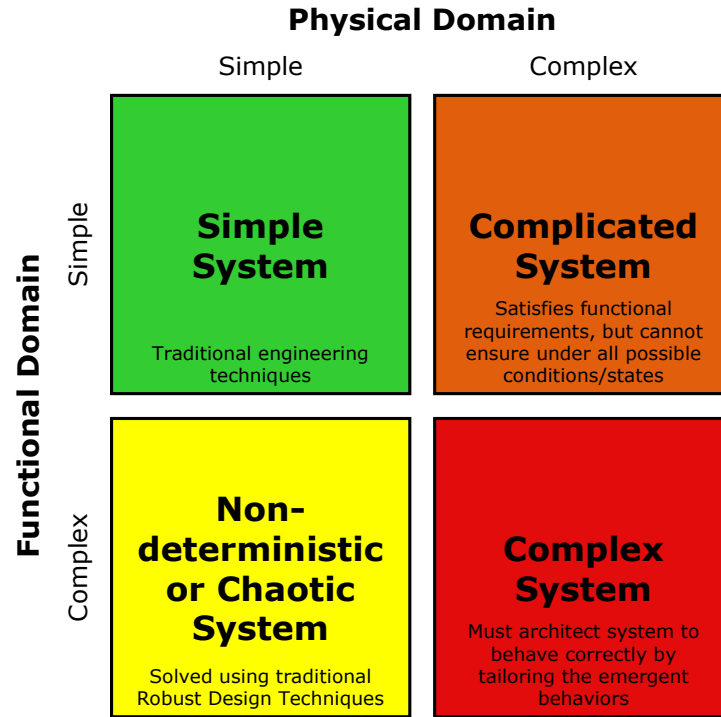 Physical Domain
Simple
Complex
Functional Domain
Simple
Simple
System
Traditional engineering
techniques
Complicated
System
Satisfies functional
requirements, but cannot
ensure under all possible
conditions/states
Complex
Non-
deterministic
or Chaotic
System
Solved using traditional
Robust Design Techniques
Complex
System
Must architect system to
behave correctly by
tailoring the emergent
behaviors